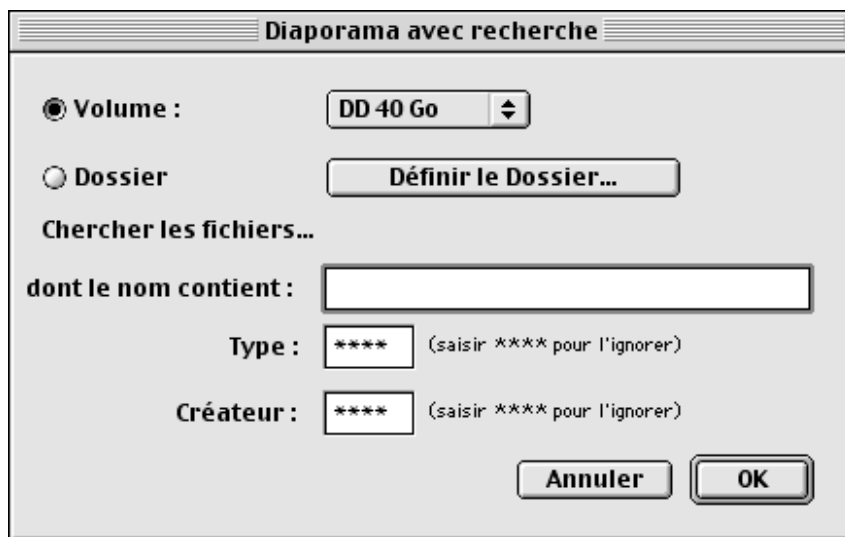 Diaporama avec recherche
Volume : DD 40 Go
Dossier Définir le Dossier...
Chercher les fichiers...
dont le nom contient :
Type : **** (saisir **** pour l'ignorer)
Créateur : **** (saisir **** pour l'ignorer)
Annuler OK